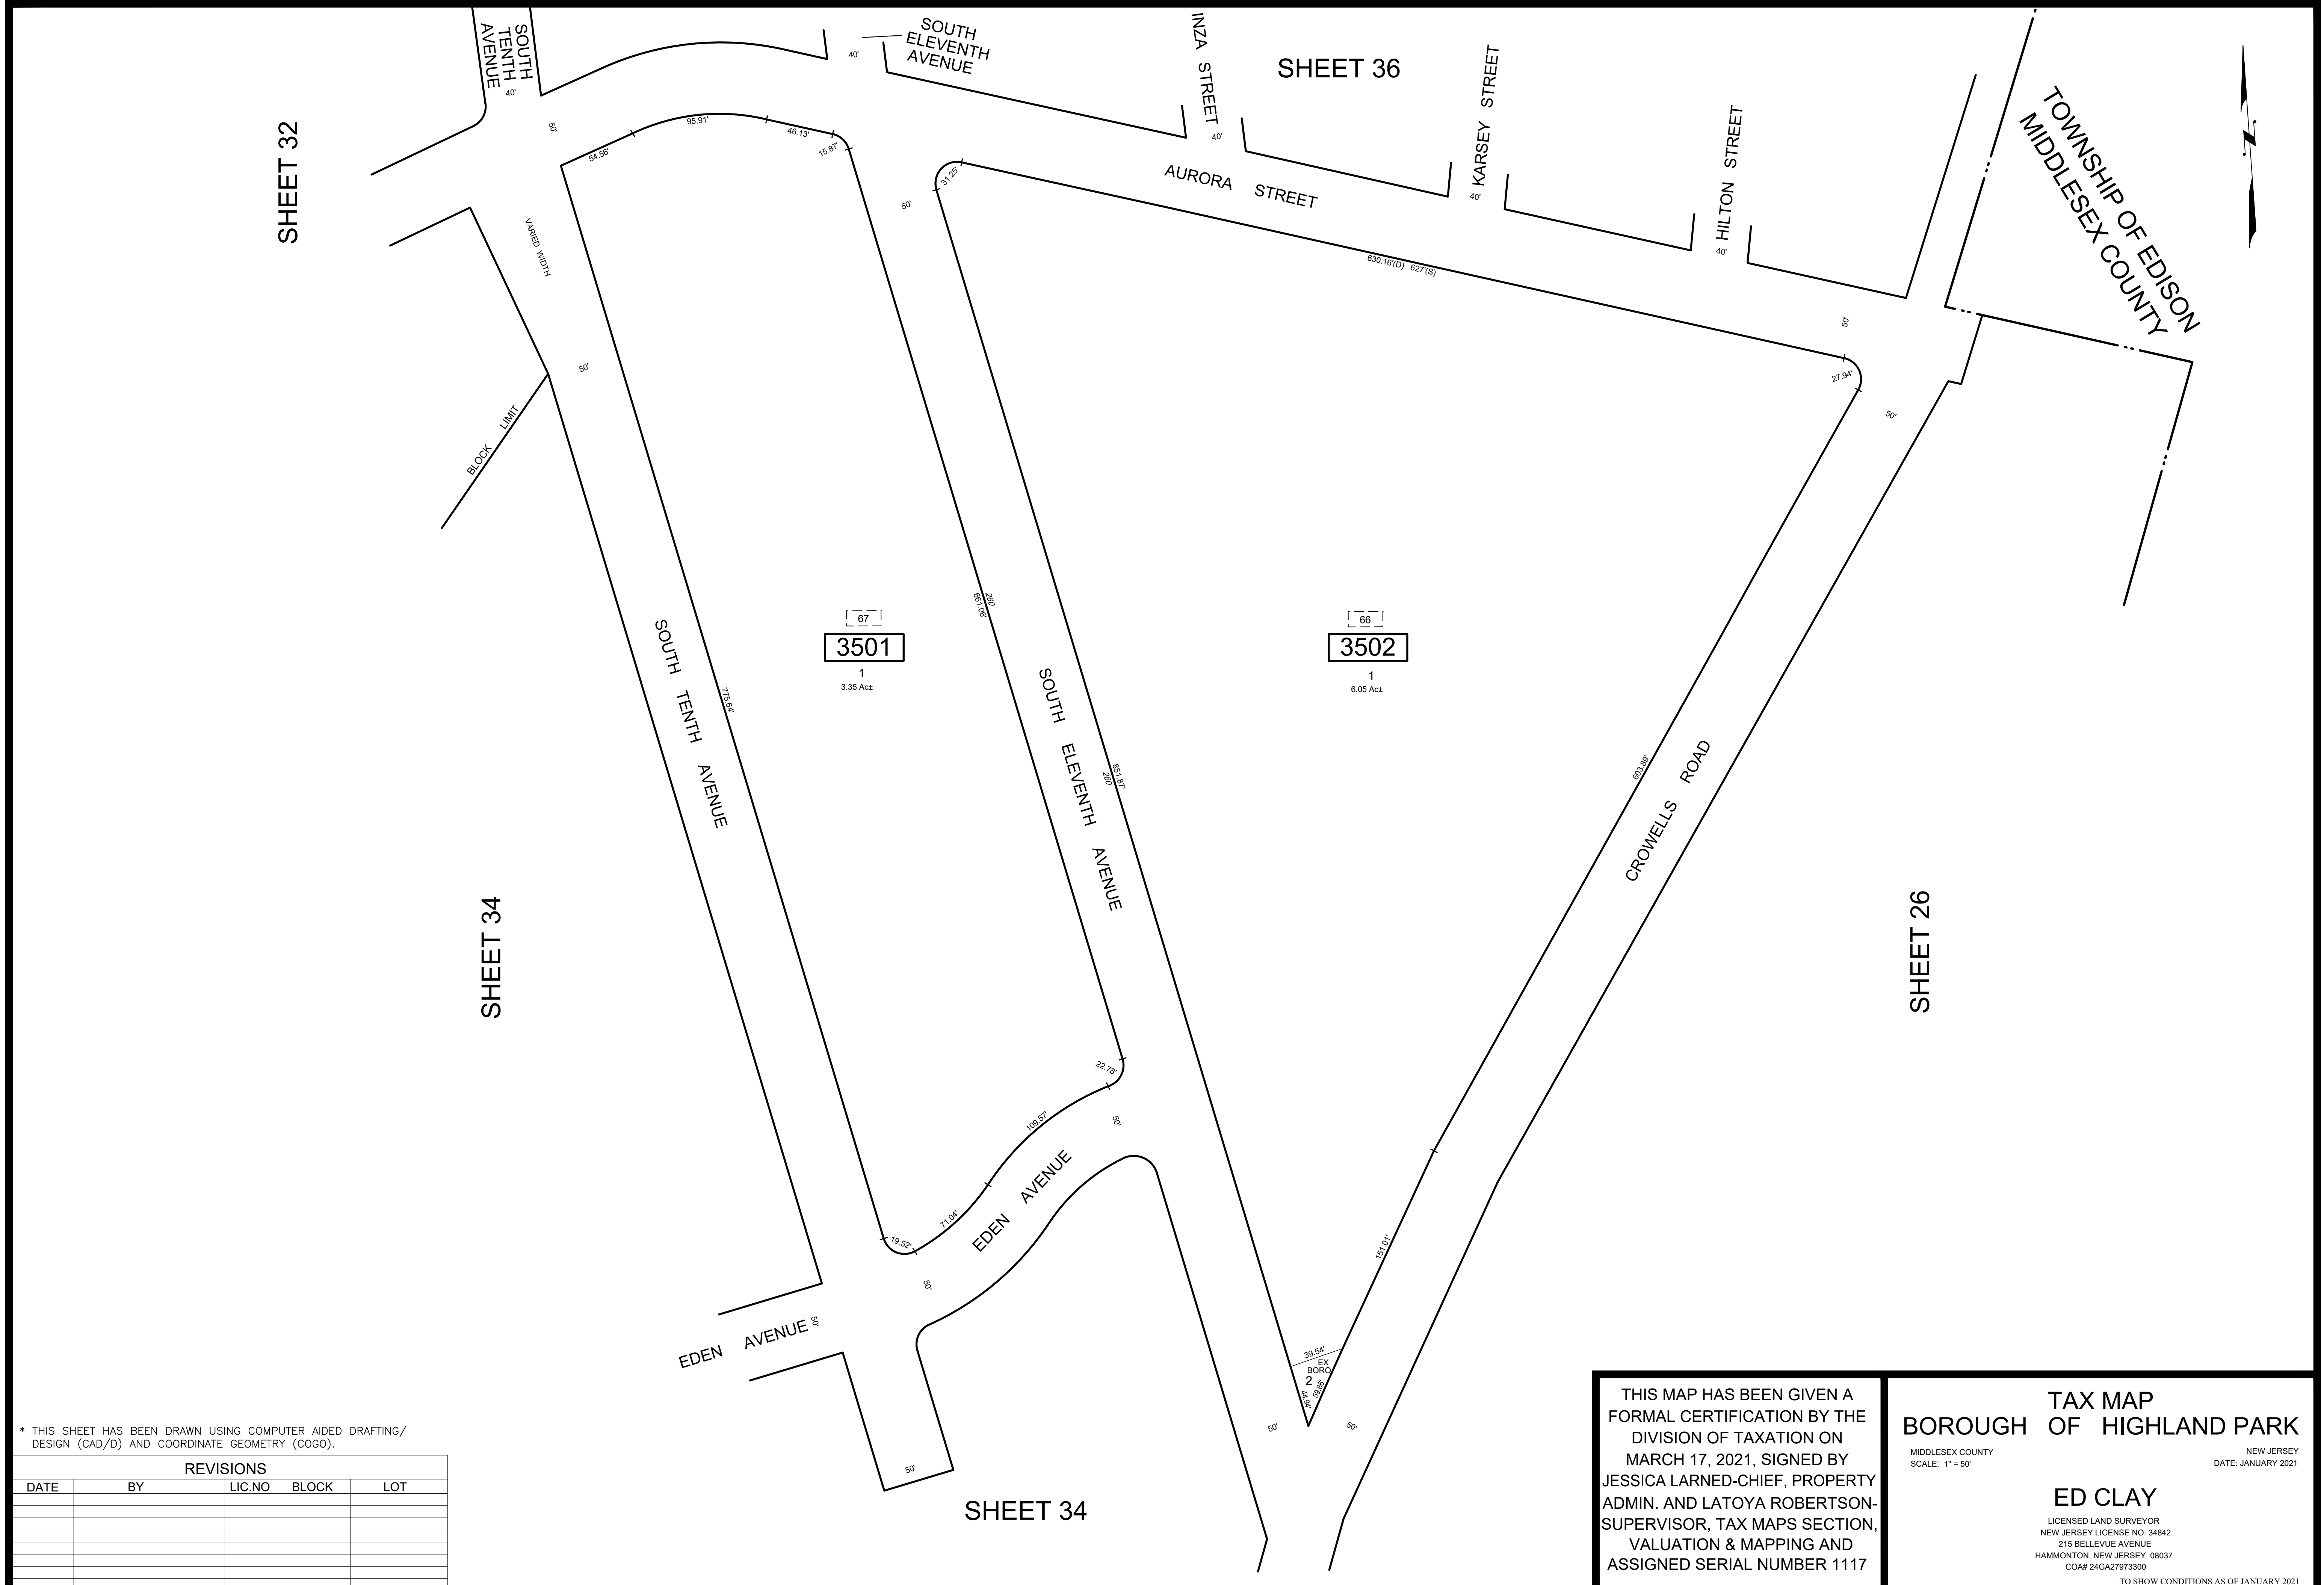 SOUTH
TENTH
AVENUE
40'
SOUTH
ELEVENTH
AVENUE
40'
INZA STREET
40'
SHEET 36
KARSEY STREET
40'
HILTON STREET
40'
TOWNSHIP OF EDISON
MIDDLESEX COUNTY
SHEET 32
50'
54.56'
95.91'
46.13'
15.87'
31.25'
50'
AURORA STREET
630.16'(D) 627'(S)
50'
27.94'
50'
VARIED WIDTH
50'
BLOCK LIMIT
SOUTH TENTH AVENUE
775.64'
67
3501
1
3.35 Ac±
260
661.06'
SOUTH ELEVENTH AVENUE
851.87'
260
66
3502
1
6.05 Ac±
603.89'
CROWELLS ROAD
SHEET 34
SHEET 26
22.78'
109.57'
50'
71.04'
19.52'
EDEN AVENUE
50'
EDEN AVENUE
50'
50'
151.01'
39.54'
EX
BORO
2
44.94'
59.86'
50'
50'
SHEET 34
* THIS SHEET HAS BEEN DRAWN USING COMPUTER AIDED DRAFTING/
DESIGN (CAD/D) AND COORDINATE GEOMETRY (COGO).
REVISIONS
DATE BY LIC.NO BLOCK LOT
THIS MAP HAS BEEN GIVEN A
FORMAL CERTIFICATION BY THE
DIVISION OF TAXATION ON
MARCH 17, 2021, SIGNED BY
JESSICA LARNED-CHIEF, PROPERTY
ADMIN. AND LATOYA ROBERTSON-
SUPERVISOR, TAX MAPS SECTION,
VALUATION & MAPPING AND
ASSIGNED SERIAL NUMBER 1117
TAX MAP
BOROUGH OF HIGHLAND PARK
MIDDLESEX COUNTY NEW JERSEY
SCALE: 1" = 50' DATE: JANUARY 2021
ED CLAY
LICENSED LAND SURVEYOR
NEW JERSEY LICENSE NO. 34842
215 BELLEVUE AVENUE
HAMMONTON, NEW JERSEY 08037
COA# 24GA27973300
TO SHOW CONDITIONS AS OF JANUARY 2021